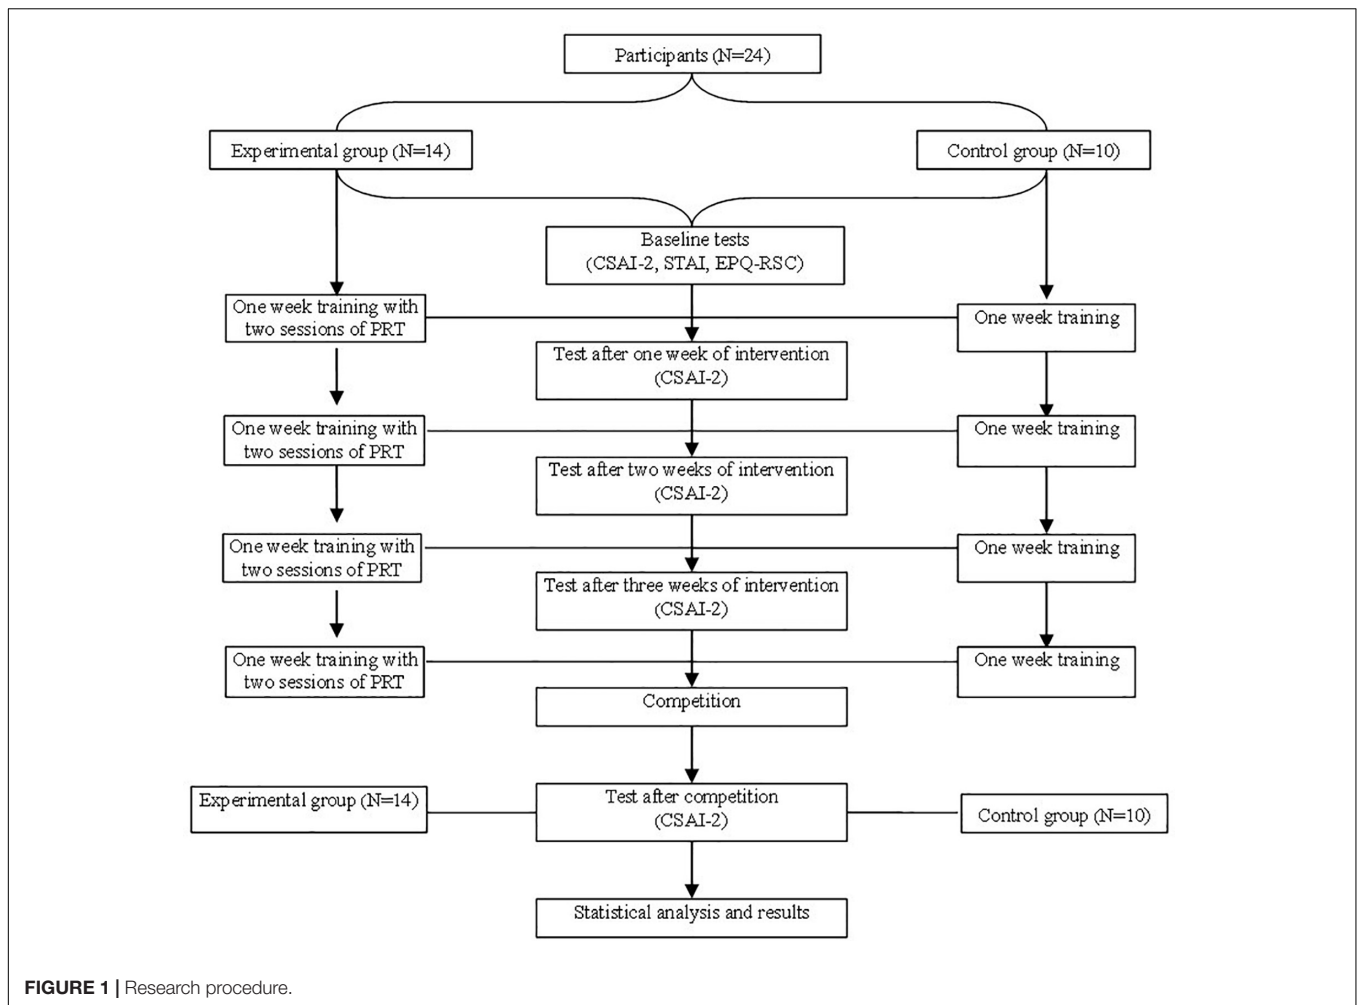 Participants (N=24)
Experimental group (N=14)
Control group (N=10)
Baseline tests
(CSAI-2, STAI, EPQ-RSC)
One week training with
two sessions of PRT
One week training
Test after one week of intervention
(CSAI-2)
One week training with
two sessions of PRT
One week training
Test after two weeks of intervention
(CSAI-2)
One week training with
two sessions of PRT
One week training
Test after three weeks of intervention
(CSAI-2)
One week training with
two sessions of PRT
One week training
Competition
Experimental group (N=14)
Test after competition
(CSAI-2)
Control group (N=10)
Statistical analysis and results
FIGURE 1 | Research procedure.